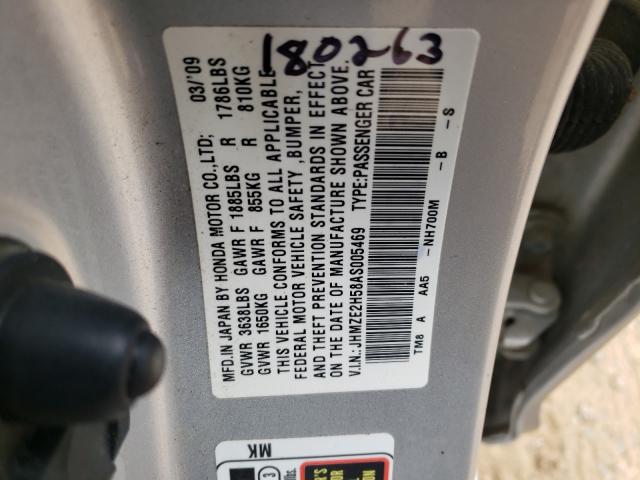 180263
MFD.IN JAPAN BY HONDA MOTOR CO.,LTD; 03/'09
GVWR 3638LBS GAWR F 1885LBS R 1786LBS
GVWR 1650KG GAWR F 855KG R 810KG
THIS VEHICLE CONFORMS TO ALL APPLICABLE
FEDERAL MOTOR VEHICLE SAFETY ,BUMPER,
AND THEFT PREVENTION STANDARDS IN EFFECT
ON THE DATE OF MANUFACTURE SHOWN ABOVE.
V.I.N.:JHMZE2H58AS005469 TYPE:PASSENGER CAR
TM8 A AA5 -NH700M -B -S
MK
3